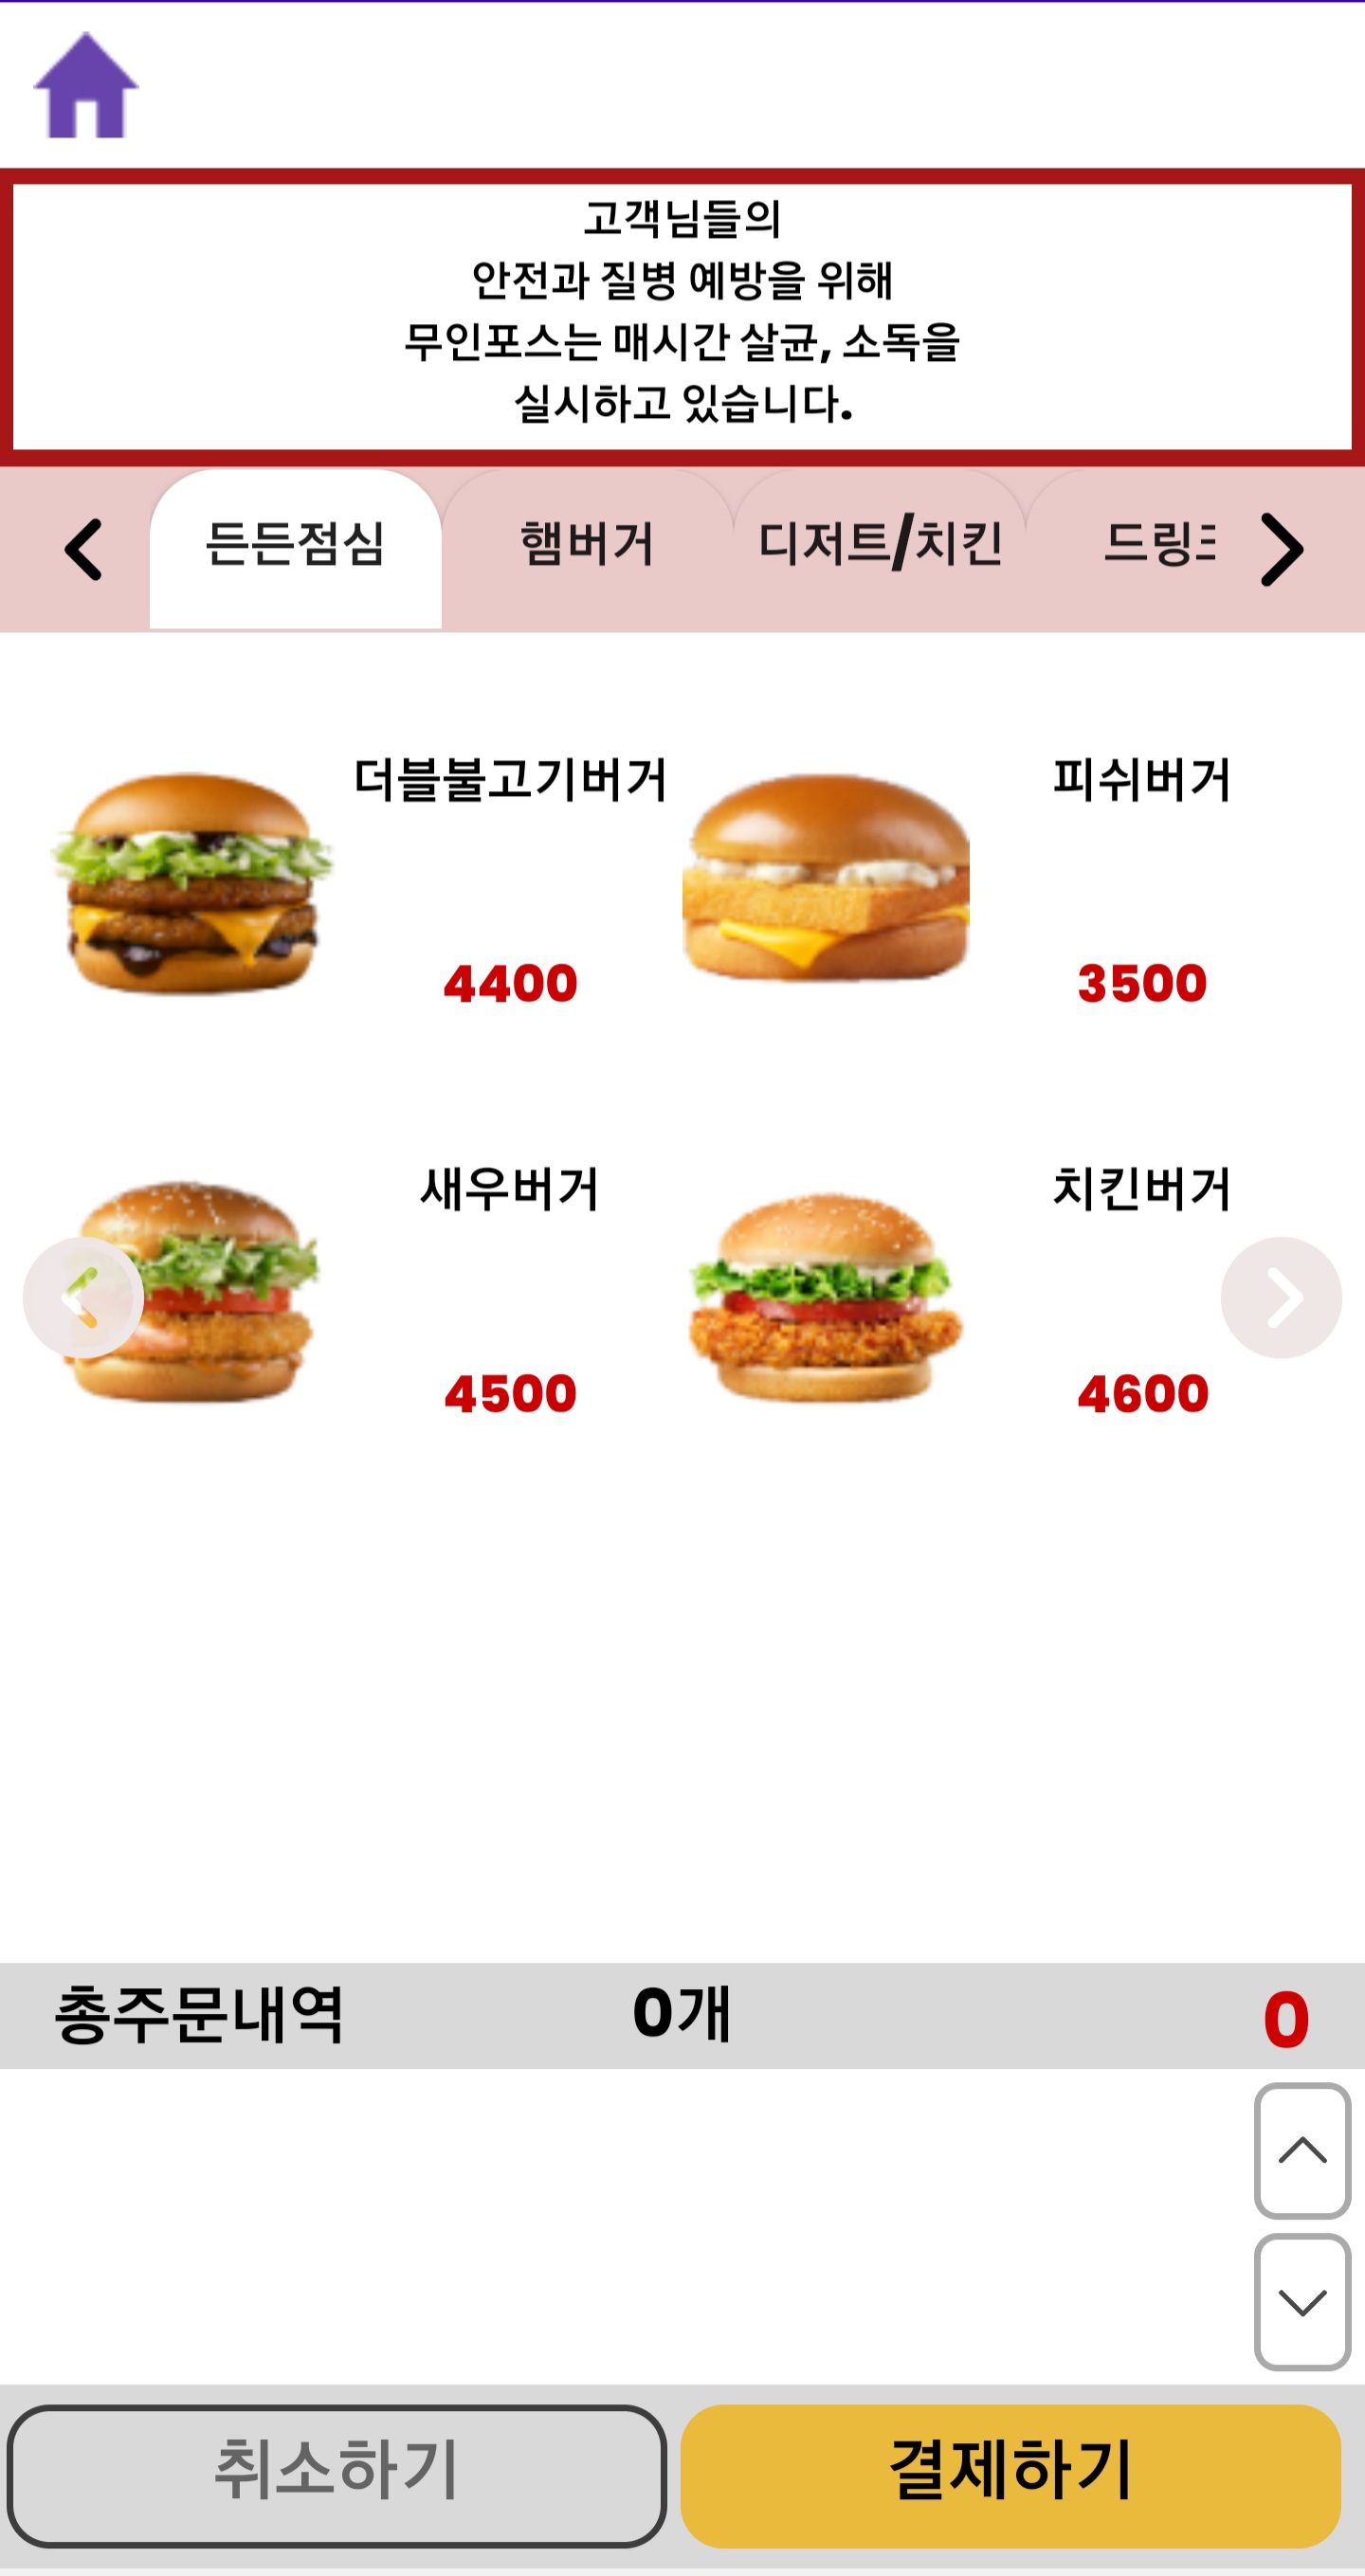 고객님들의
안전과 질병 예방을 위해
무인포스는 매시간 살균, 소독을
실시하고 있습니다.
든든점심 햄버거 디저트/치킨
더블불고기버거 피쉬버거
4400 3500
새우버거 치킨버거
4500 4600
총주문내역 0개 0
취소하기 결제하기